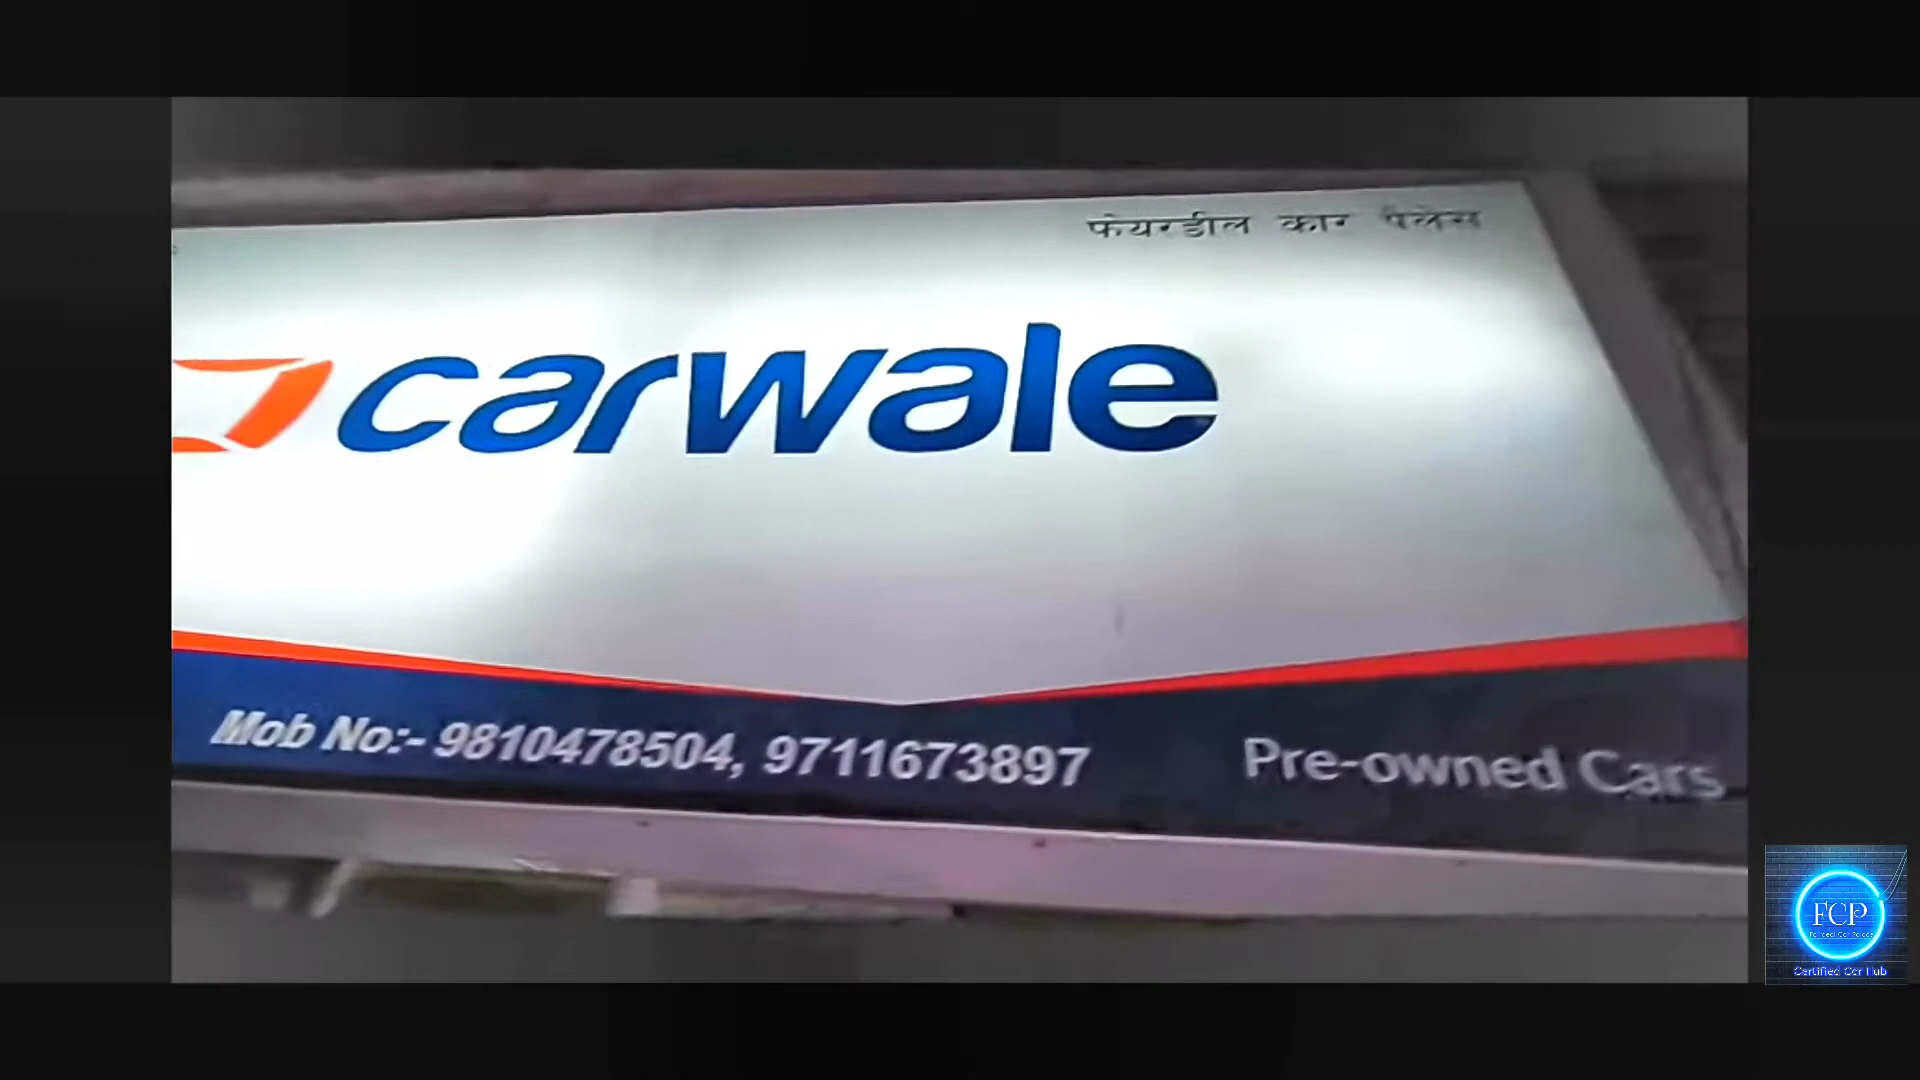 फेयरडील कार पैलेस
carwale
Mob No:- 9810478504, 9711673897
Pre-owned Cars
FCP
Certified Car Hub